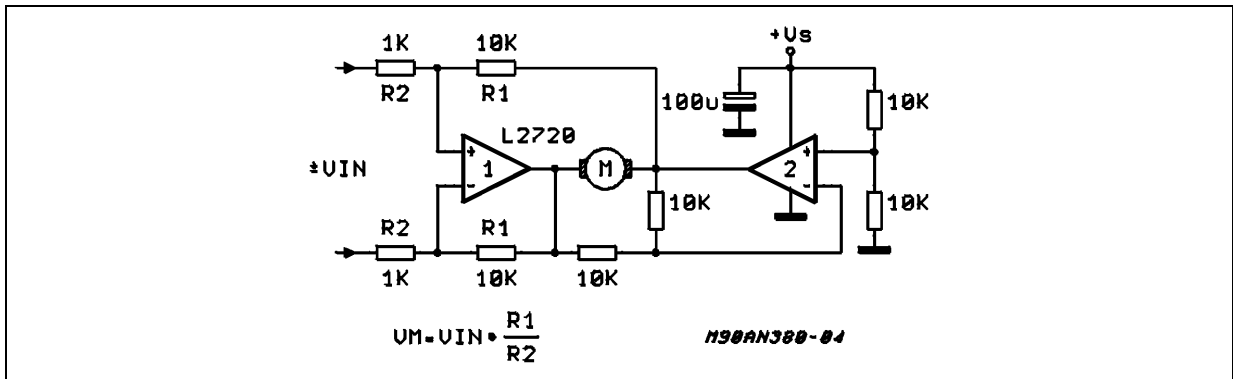 1K 10K +Vs
R2 R1 100u 10K
L2720
+ 1 - M + 2 -
±VIN
10K 10K
R2 R1
1K 10K 10K
VM=VIN • R1
R2
M90AN380-04